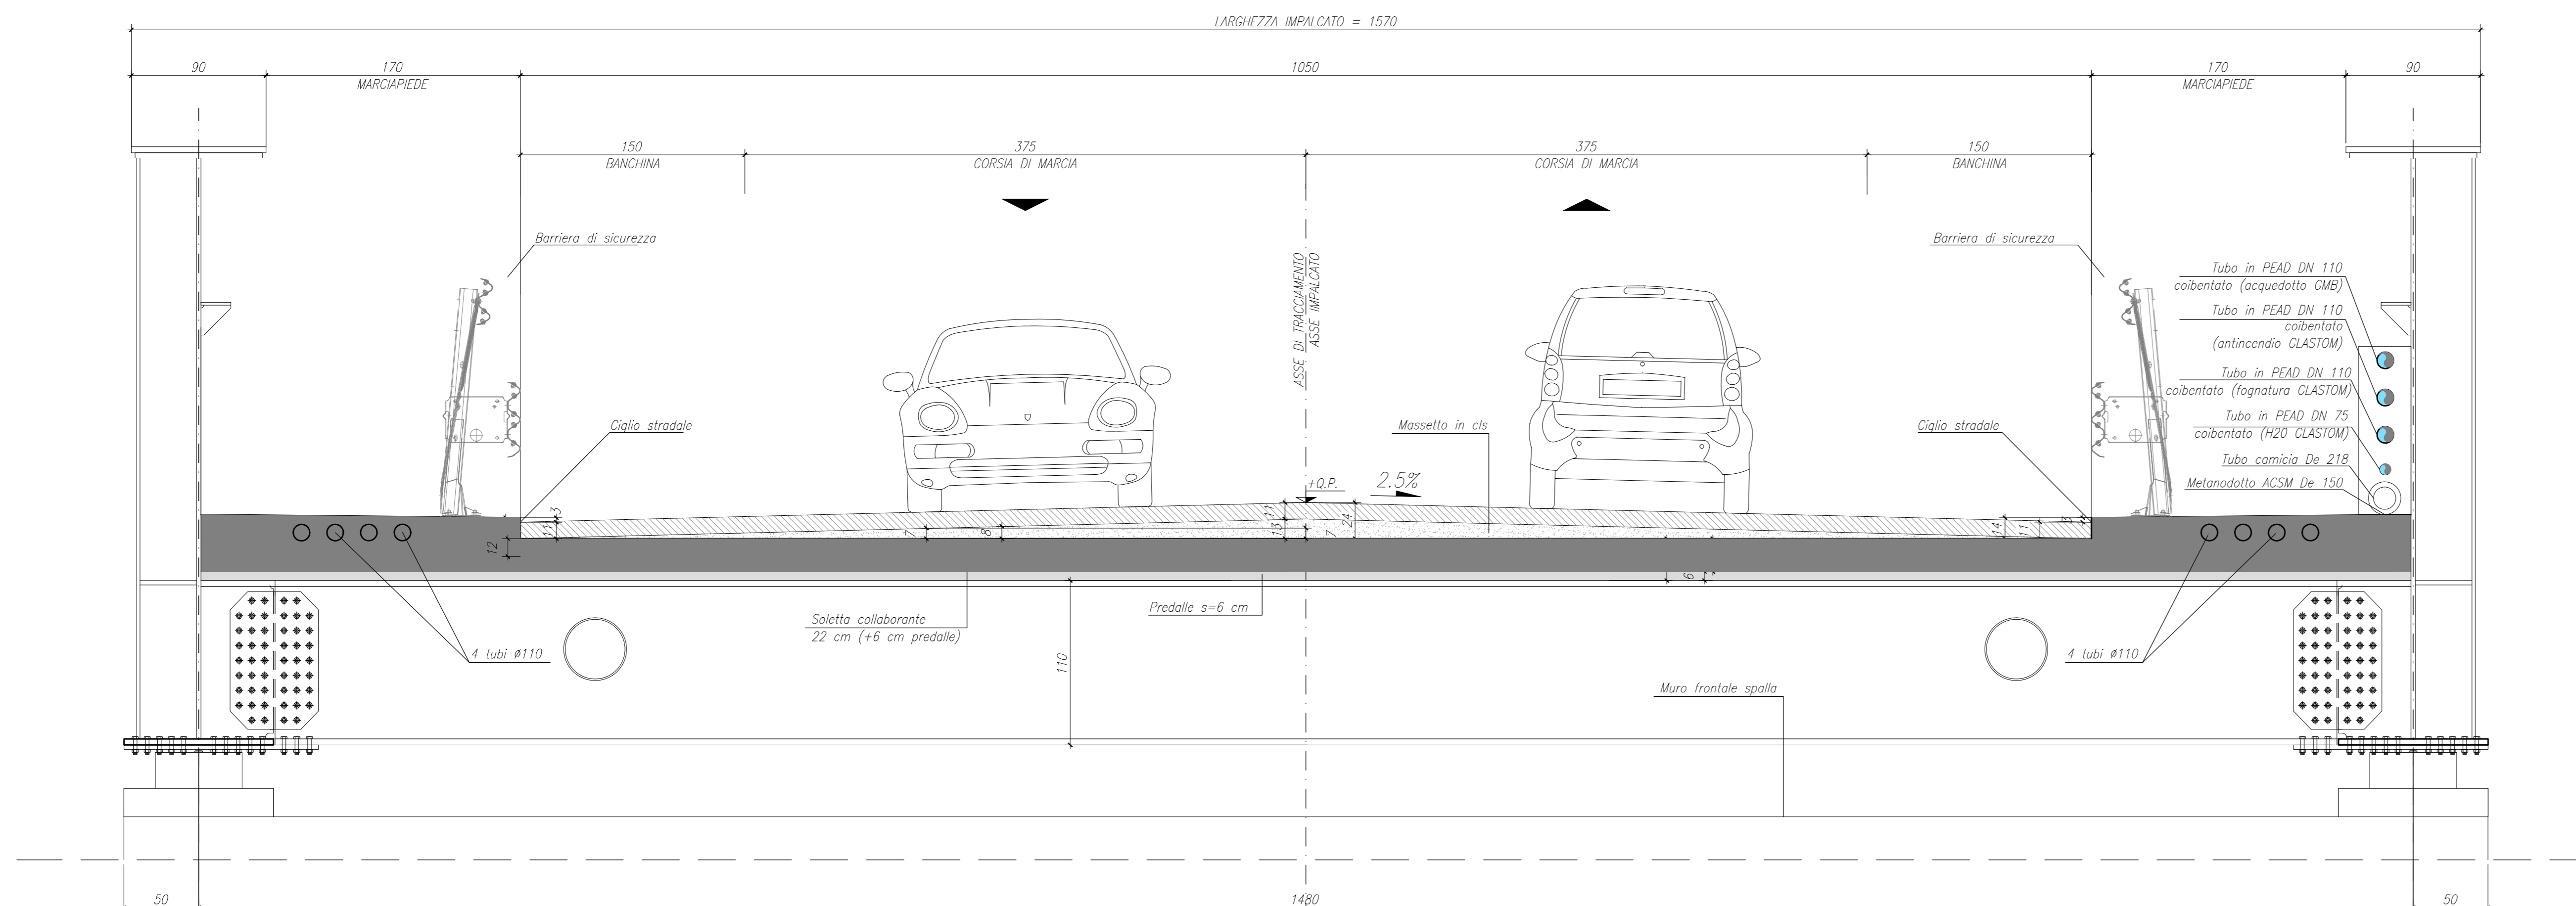 LARGHEZZA IMPALCATO = 1570
90
170
1050
170
90
MARCIAPIEDE
MARCIAPIEDE
150
375
375
150
BANCHINA
CORSIA DI MARCIA
CORSIA DI MARCIA
BANCHINA
Barriera di sicurezza
Barriera di sicurezza
ASSE DI TRACCIAMENTO
ASSE IMPALCATO
Tubo in PEAD DN 110
coibentato (acquedotto GMB)
Tubo in PEAD DN 110
coibentato
(antincendio GLASTOM)
Tubo in PEAD DN 110
coibentato (fognatura GLASTOM)
Tubo in PEAD DN 75
coibentato (H2O GLASTOM)
Tubo camicia De 218
Metanodotto ACSM De 150
Ciglio stradale
Massetto in cls
Ciglio stradale
+Q.P.
2.5%
3
11
12
7
8
11
13
24
7
14
11
3
6
Soletta collaborante
22 cm (+6 cm predalle)
Predalle s=6 cm
4 tubi ø110
110
4 tubi ø110
Muro frontale spalla
50
1480
50